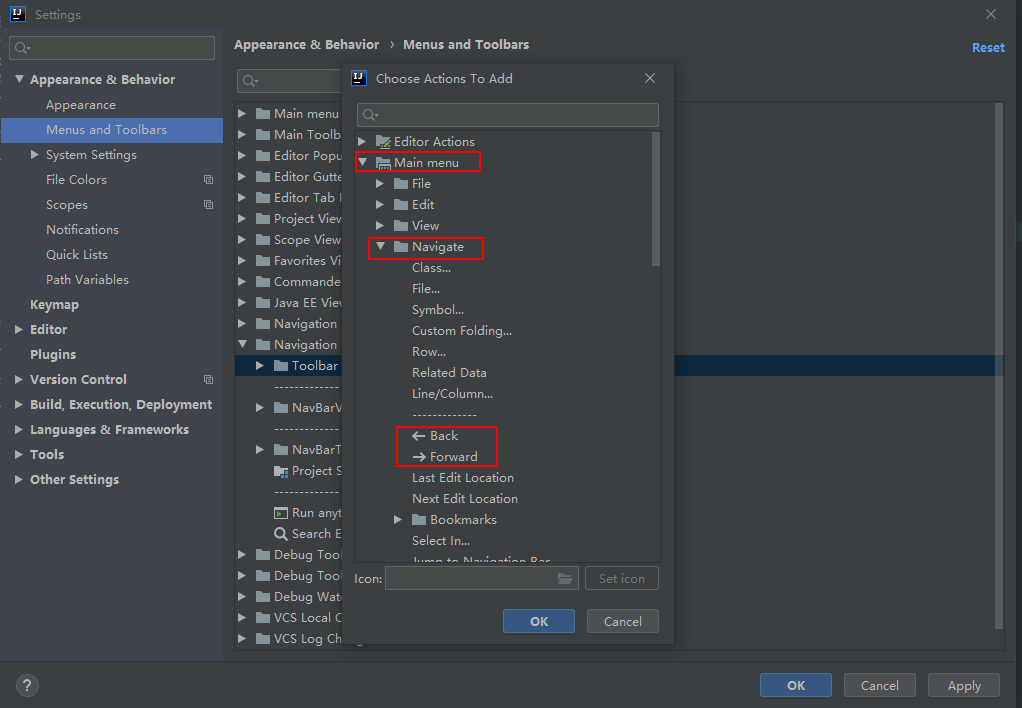 Settings
Appearance & Behavior
Appearance
Menus and Toolbars
System Settings
File Colors
Scopes
Notifications
Quick Lists
Path Variables
Keymap
Editor
Plugins
Version Control
Build, Execution, Deployment
Languages & Frameworks
Tools
Other Settings
Appearance & Behavior › Menus and Toolbars
Reset
Main menu
Main Toolb
Editor Popu
Editor Gutte
Editor Tab
Project View
Scope View
Favorites Vi
Commande
Java EE View
Navigation
Navigation
Toolbar
-------------
NavBarV
-------------
NavBarT
Project S
-------------
Run anyt
Search E
Debug Tool
Debug Tool
Debug Wat
VCS Local C
VCS Log Ch
Choose Actions To Add
Editor Actions
Main menu
File
Edit
View
Navigate
Class...
File...
Symbol...
Custom Folding...
Row...
Related Data
Line/Column...
-------------
Back
Forward
Last Edit Location
Next Edit Location
Bookmarks
Select In...
Jump to Navigation Bar
Icon:
Set icon
OK
Cancel
?
OK
Cancel
Apply